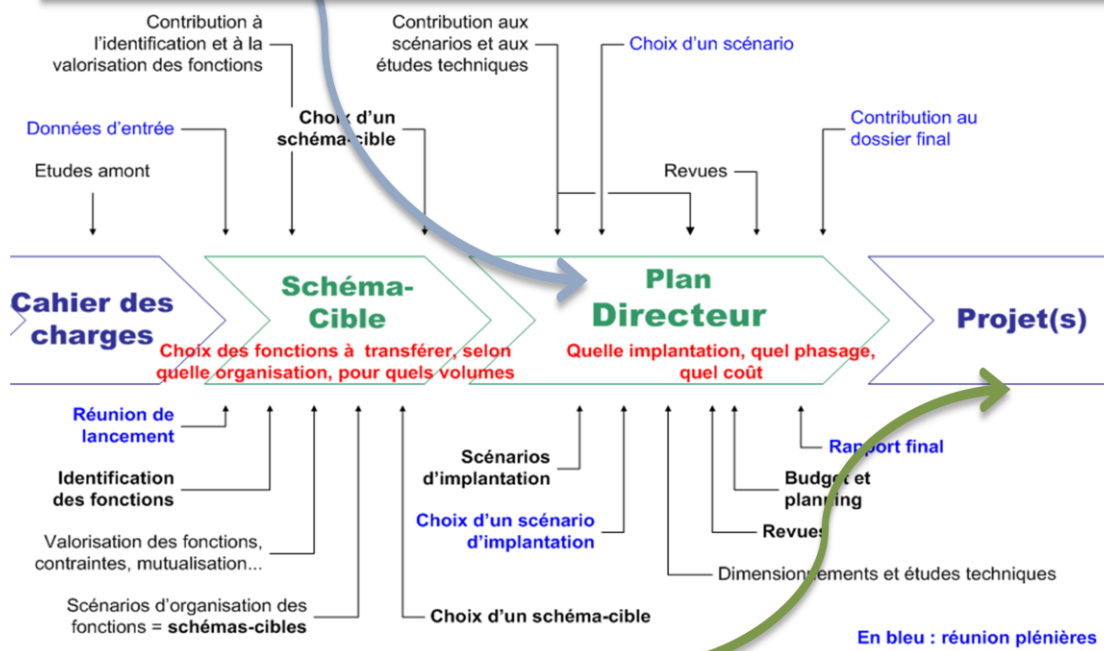 Contribution à
l'identification et à la
valorisation des fonctions
Contribution aux
scénarios et aux
études techniques
Choix d'un scénario
Données d'entrée
Choix d'un
schéma-cible
Contribution au
dossier final
Etudes amont
Revues
Cahier des
charges
Schéma-
Cible
Choix des fonctions à transférer, selon
quelle organisation, pour quels volumes
Plan
Directeur
Quelle implantation, quel phasage,
quel coût
Projet(s)
Réunion de
lancement
Identification
des fonctions
Valorisation des fonctions,
contraintes, mutualisation...
Scénarios d'organisation des
fonctions = schémas-cibles
Choix d'un schéma-cible
Scénarios
d'implantation
Choix d'un scénario
d'implantation
Rapport final
Budget et
planning
Revues
Dimensionnements et études techniques
En bleu : réunion plénières